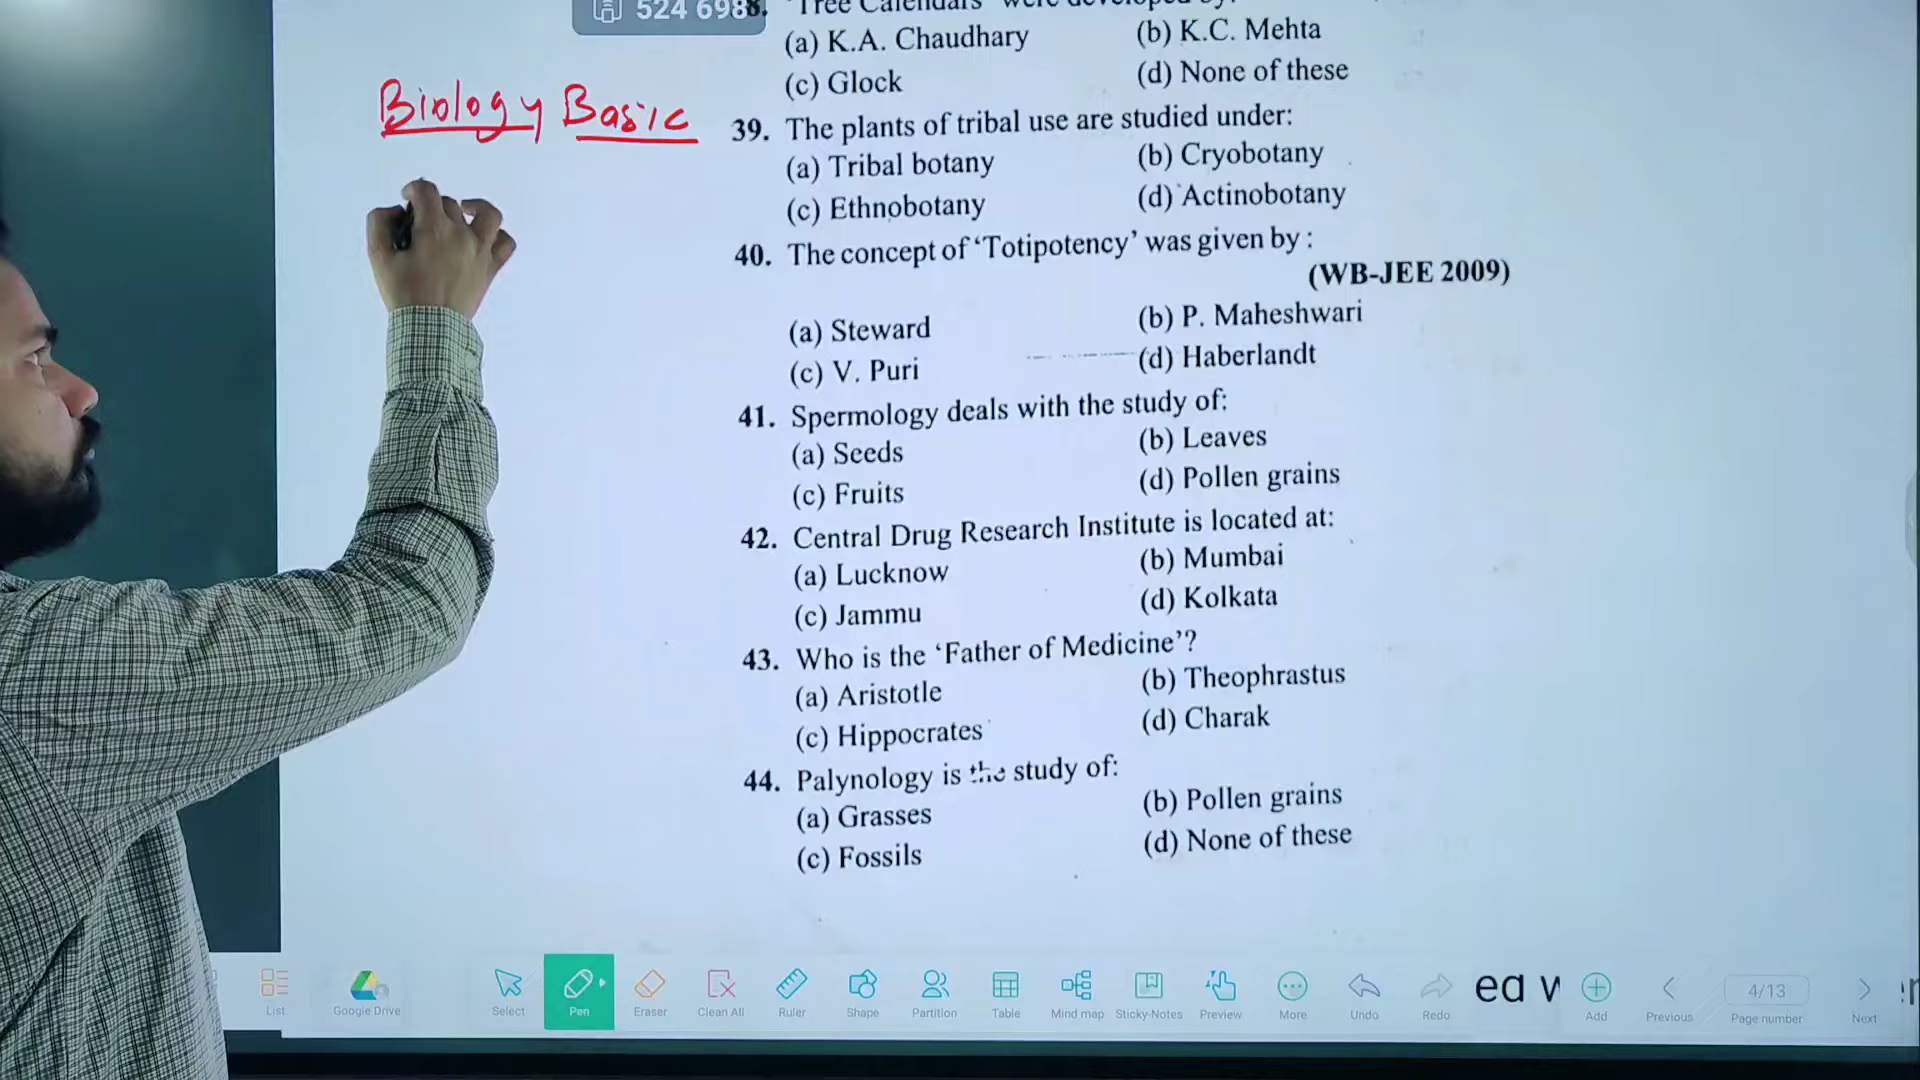 524 698
8. 'Tree Calendars' were developed by:
(a) K.A. Chaudhary (b) K.C. Mehta
(c) Glock (d) None of these
Biology Basic
39. The plants of tribal use are studied under:
(a) Tribal botany (b) Cryobotany
(c) Ethnobotany (d) Actinobotany
40. The concept of 'Totipotency' was given by :
(WB-JEE 2009)
(a) Steward (b) P. Maheshwari
(c) V. Puri (d) Haberlandt
41. Spermology deals with the study of:
(a) Seeds (b) Leaves
(c) Fruits (d) Pollen grains
42. Central Drug Research Institute is located at:
(a) Lucknow (b) Mumbai
(c) Jammu (d) Kolkata
43. Who is the 'Father of Medicine'?
(a) Aristotle (b) Theophrastus
(c) Hippocrates (d) Charak
44. Palynology is the study of:
(a) Grasses (b) Pollen grains
(c) Fossils (d) None of these
List Google Drive Select Pen Eraser Clean All Ruler Shape Partition Table Mind map Sticky-Notes Preview More Undo Redo ed w Add Previous 4/13 Page number Next